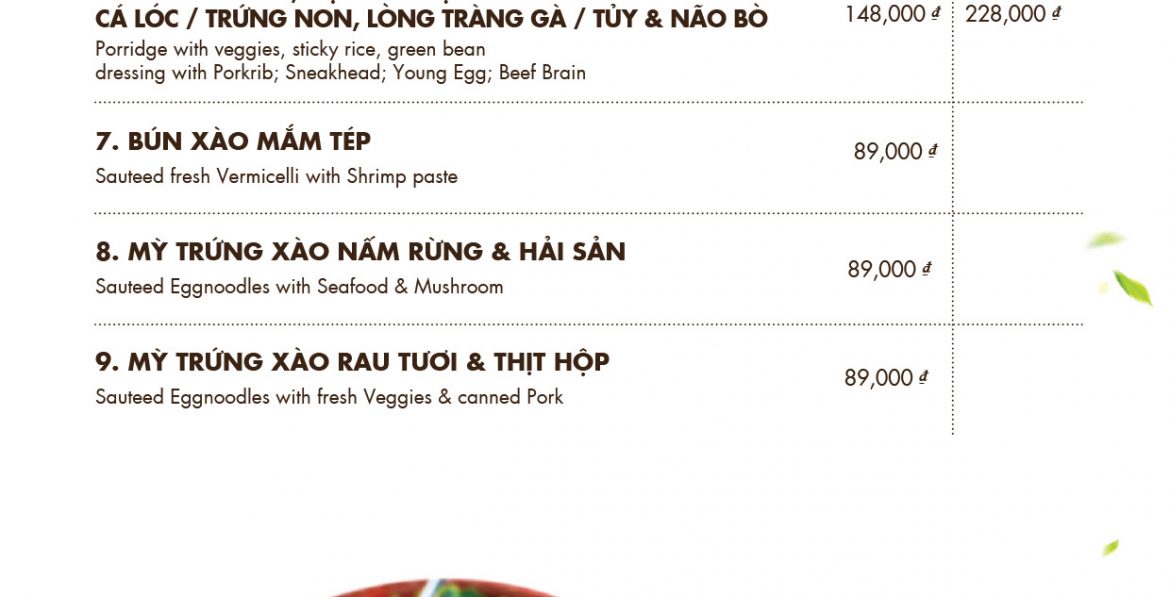 CÁ LÓC / TRỨNG NON, LÒNG TRÀNG GÀ / TỦY & NÃO BÒ 148,000 ₫ 228,000 ₫
Porridge with veggies, sticky rice, green bean
dressing with Porkrib; Sneakhead; Young Egg; Beef Brain
7. BÚN XÀO MẮM TÉP 89,000 ₫
Sauteed fresh Vermicelli with Shrimp paste
8. MỲ TRỨNG XÀO NẤM RỪNG & HẢI SẢN 89,000 ₫
Sauteed Eggnoodles with Seafood & Mushroom
9. MỲ TRỨNG XÀO RAU TƯƠI & THỊT HỘP 89,000 ₫
Sauteed Eggnoodles with fresh Veggies & canned Pork